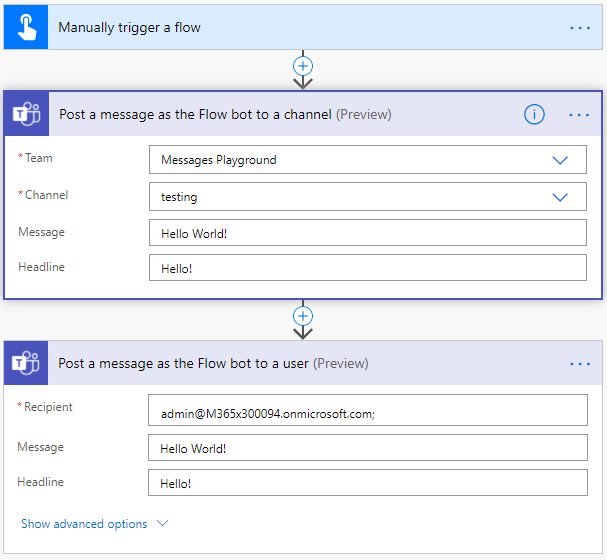 Manually trigger a flow
Post a message as the Flow bot to a channel (Preview)
*Team Messages Playground
*Channel testing
Message Hello World!
Headline Hello!
Post a message as the Flow bot to a user (Preview)
*Recipient admin@M365x300094.onmicrosoft.com;
Message Hello World!
Headline Hello!
Show advanced options